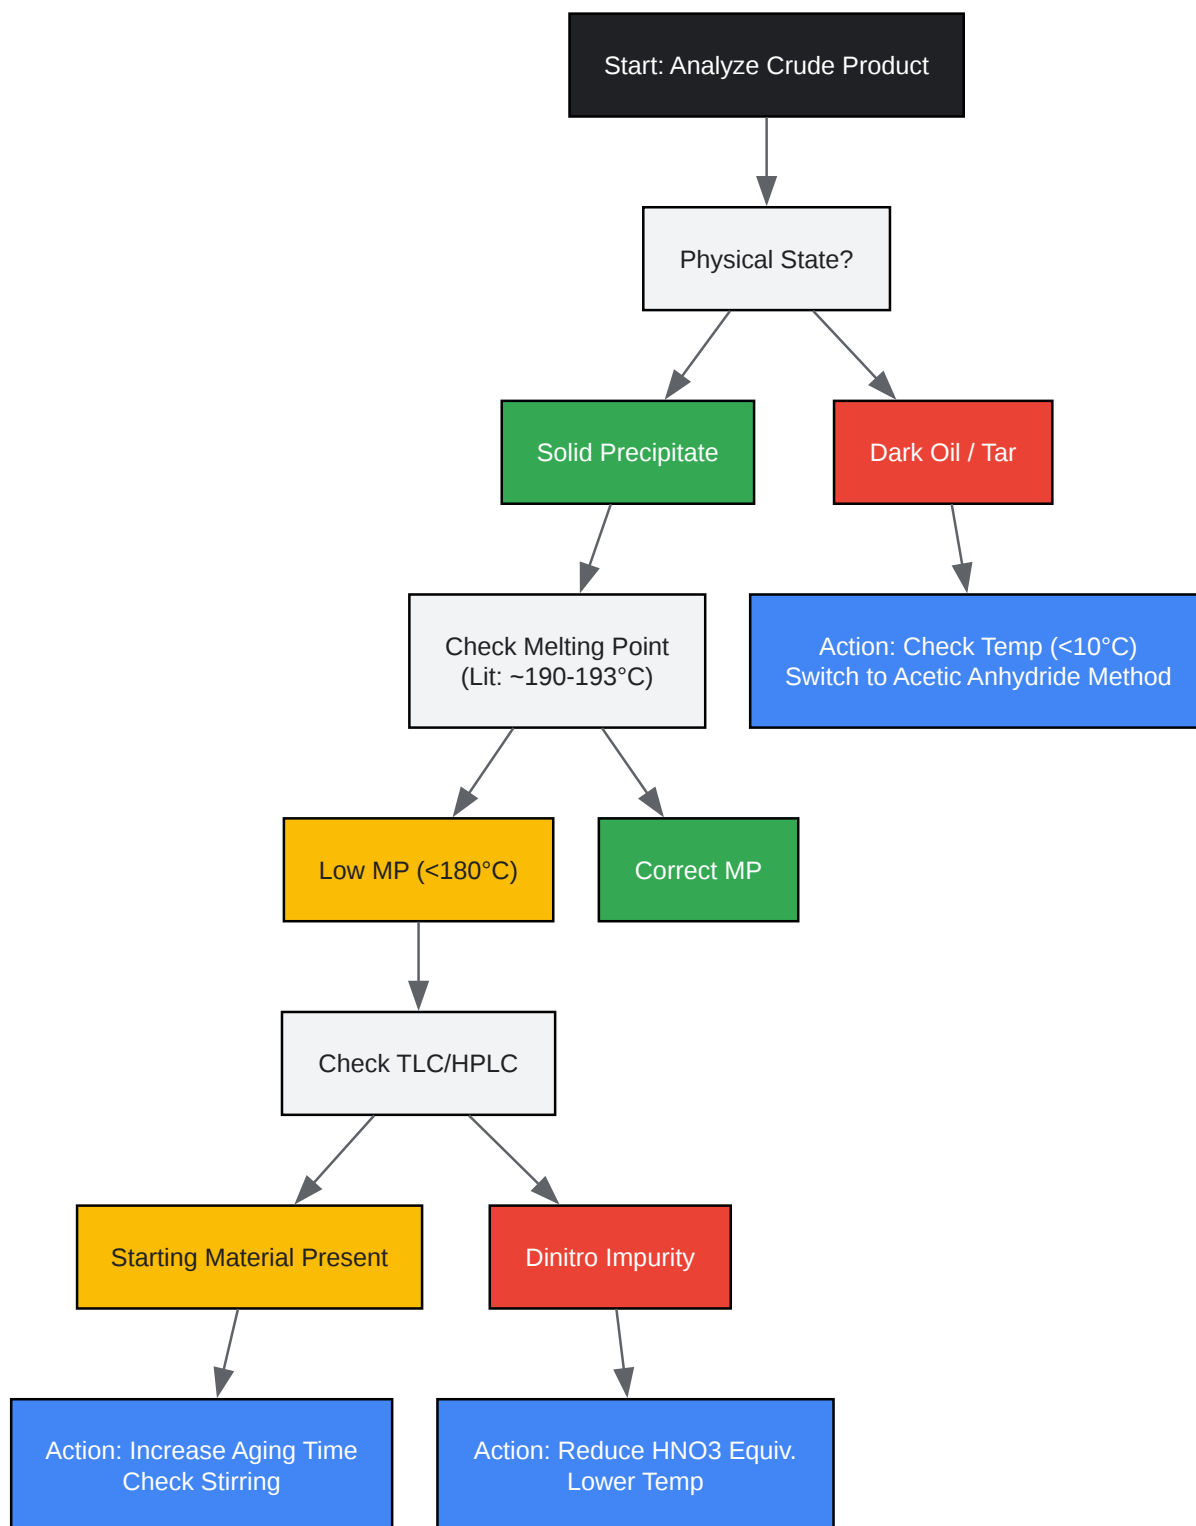 Start: Analyze Crude Product
Physical State?
Solid Precipitate
Dark Oil / Tar
Check Melting Point
(Lit: ~190-193°C)
Action: Check Temp (<10°C)
Switch to Acetic Anhydride Method
Low MP (<180°C)
Correct MP
Check TLC/HPLC
Starting Material Present
Dinitro Impurity
Action: Increase Aging Time
Check Stirring
Action: Reduce HNO3 Equiv.
Lower Temp